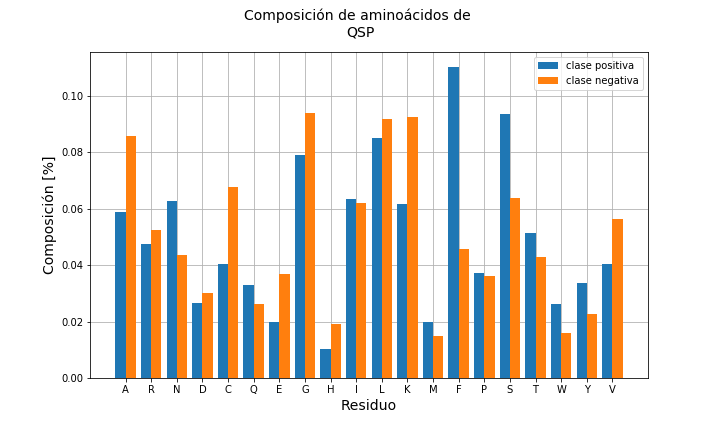 Composición de aminoácidos de
QSP
clase positiva
clase negativa
Composición [%]
0.10
0.08
0.06
0.04
0.02
0.00
A R N D C Q E G H I L K M F P S T W Y V
Residuo